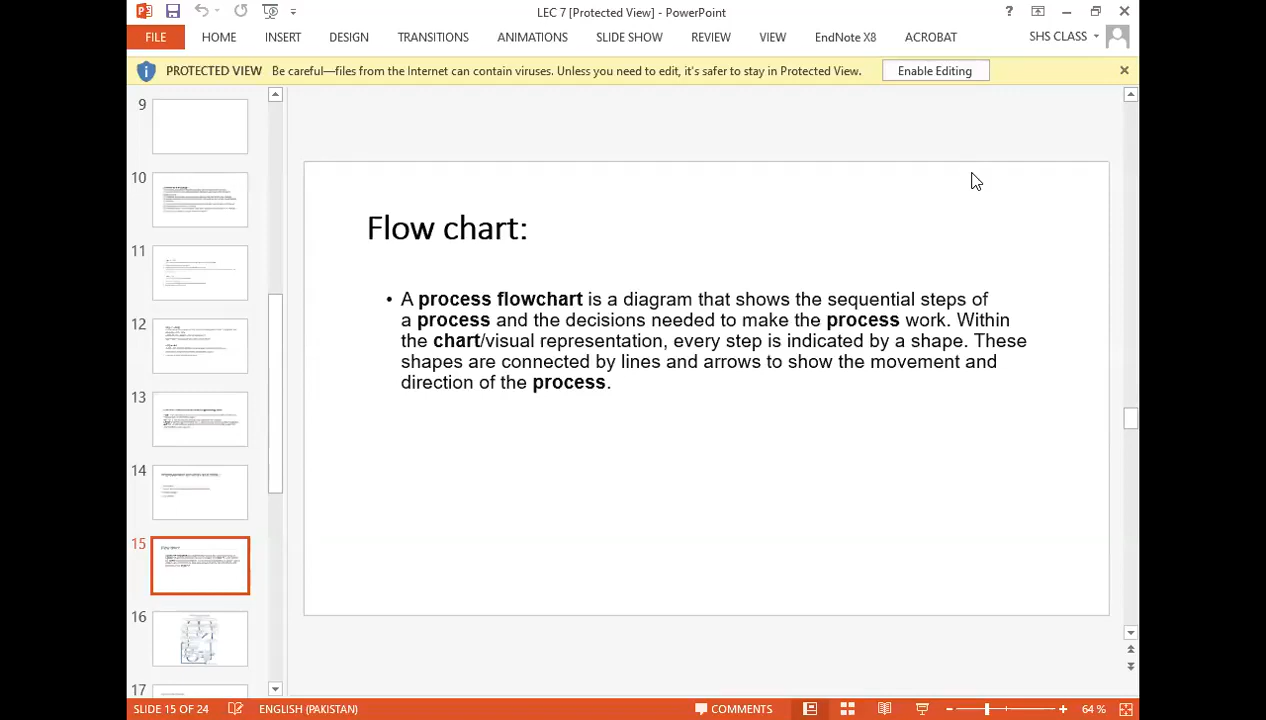 LEC 7 [Protected View] - PowerPoint
?
FILE
HOME
INSERT
DESIGN
TRANSITIONS
ANIMATIONS
SLIDE SHOW
REVIEW
VIEW
EndNote X8
ACROBAT
SHS CLASS
PROTECTED VIEW
Be careful—files from the Internet can contain viruses. Unless you need to edit, it's safer to stay in Protected View.
Enable Editing
9
10
11
12
13
14
15
16
17
Flow chart:
• A process flowchart is a diagram that shows the sequential steps of
a process and the decisions needed to make the process work. Within
the chart/visual representation, every step is indicated by a shape. These
shapes are connected by lines and arrows to show the movement and
direction of the process.
SLIDE 15 OF 24
ENGLISH (PAKISTAN)
COMMENTS
64 %